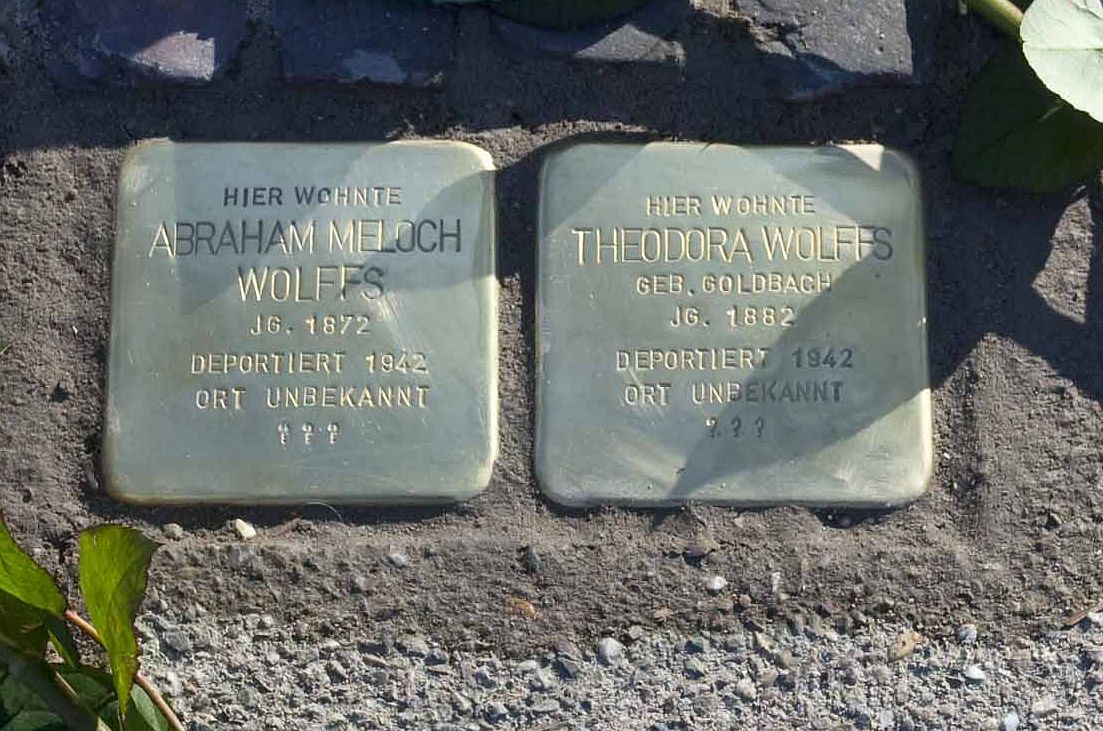 HIER WOHNTE
ABRAHAM MELOCH
WOLFFS
JG. 1872
DEPORTIERT 1942
ORT UNBEKANNT
???
HIER WOHNTE
THEODORA WOLFFS
GEB. GOLDBACH
JG. 1882
DEPORTIERT 1942
ORT UNBEKANNT
???